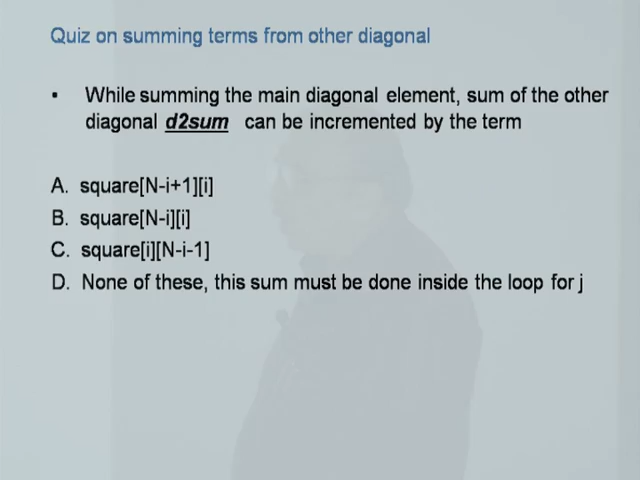 Quiz on summing terms from other diagonal
▪ While summing the main diagonal element, sum of the other
diagonal d2sum can be incremented by the term
A. square[N-i+1][i]
B. square[N-i][i]
C. square[i][N-i-1]
D. None of these, this sum must be done inside the loop for j